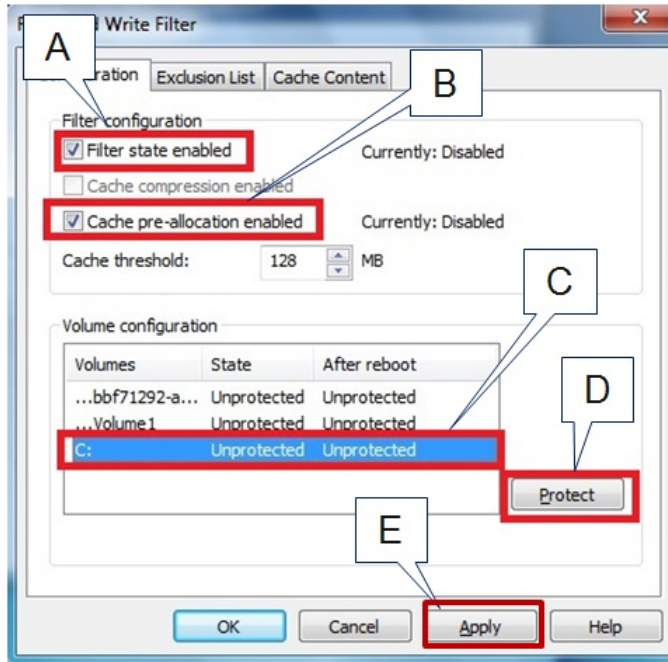 Write Filter
A
Exclusion List
Cache Content
B
Filter configuration
Filter state enabled
Currently: Disabled
Cache compression enabled
Cache pre-allocation enabled
Currently: Disabled
Cache threshold:
128
MB
C
Volume configuration
Volumes
State
After reboot
...bbf71292-a...
Unprotected
Unprotected
...Volume1
Unprotected
Unprotected
C:
Unprotected
Unprotected
D
Protect
E
OK
Cancel
Apply
Help